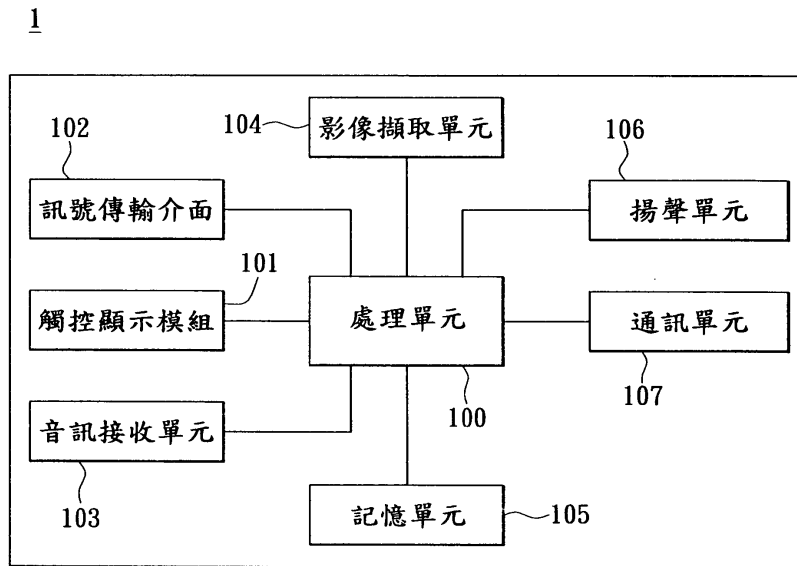 1
104
影像擷取單元
102
訊號傳輸介面
106
揚聲單元
101
觸控顯示模組
處理單元
100
通訊單元
107
音訊接收單元
103
記憶單元
105